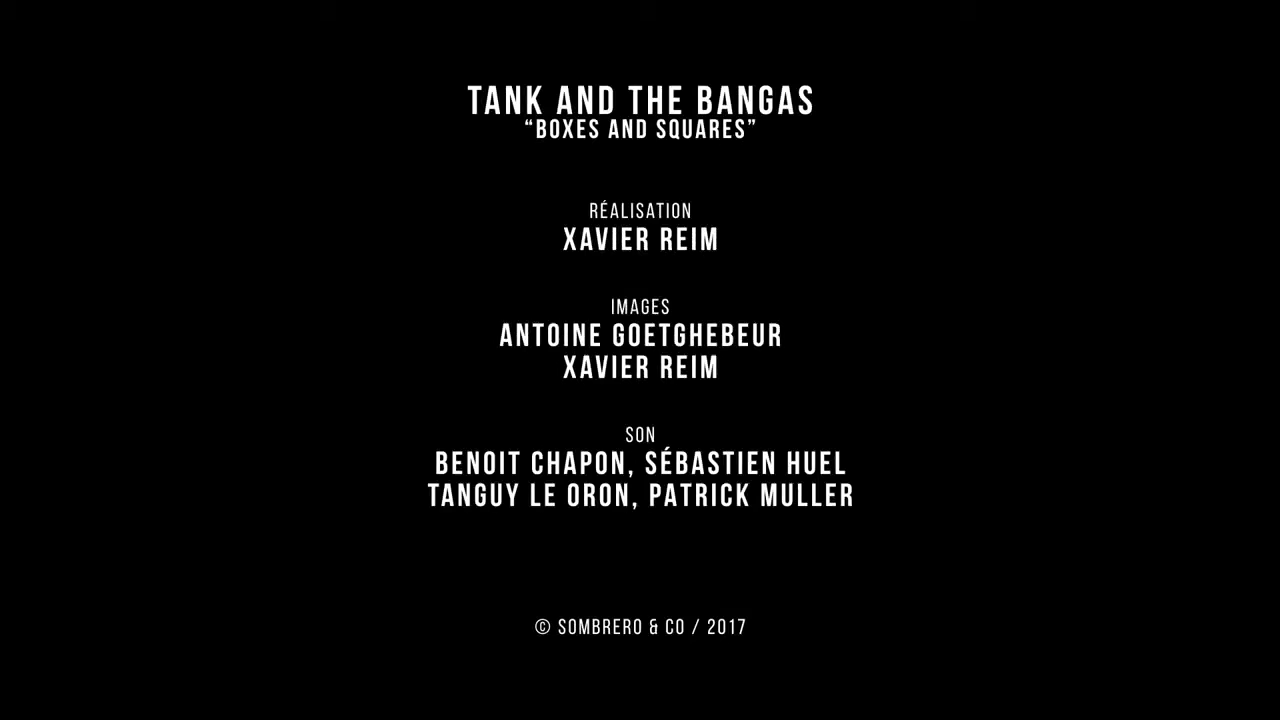 TANK AND THE BANGAS
“BOXES AND SQUARES”
RÉALISATION
XAVIER REIM
IMAGES
ANTOINE GOETGHEBEUR
XAVIER REIM
SON
BENOIT CHAPON, SÉBASTIEN HUEL
TANGUY LE ORON, PATRICK MULLER
© SOMBRERO & CO / 2017